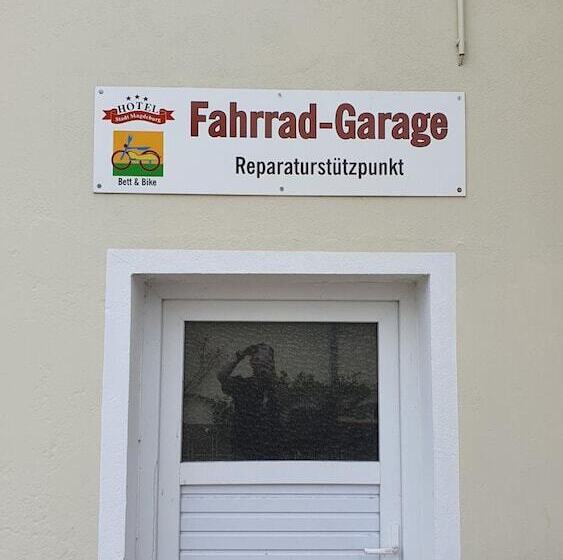 HOTEL
Stadt Magdeburg
Bett & Bike
Fahrrad-Garage
Reparaturstützpunkt